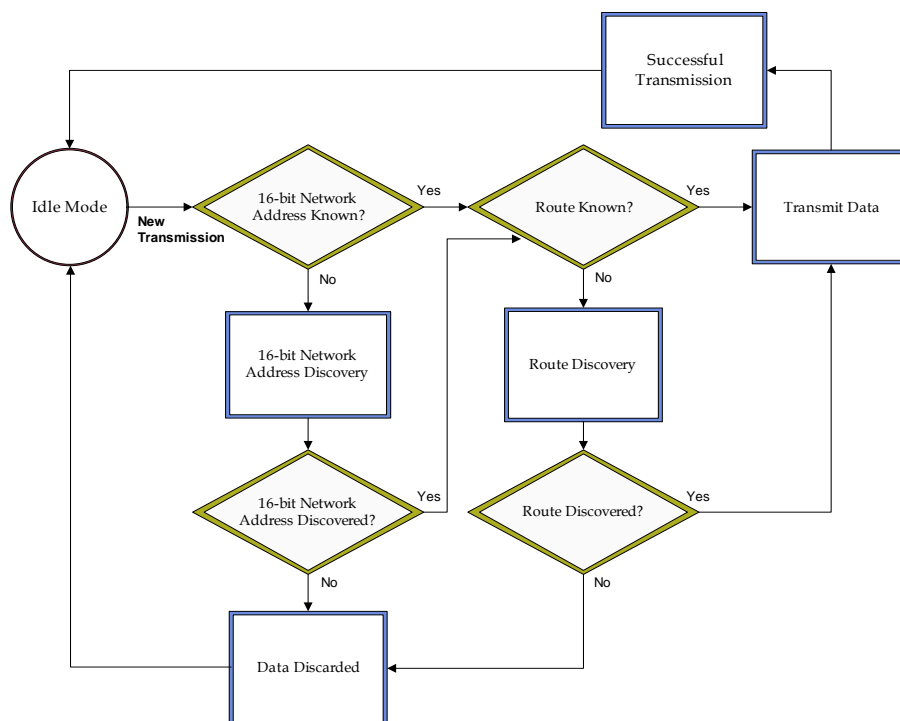 Successful
Transmission
Idle Mode
New
Transmission
16-bit Network
Address Known?
Yes
Route Known?
Yes
Transmit Data
No
No
16-bit Network
Address Discovery
Route Discovery
16-bit Network
Address Discovered?
Yes
Route Discovered?
Yes
No
No
Data Discarded